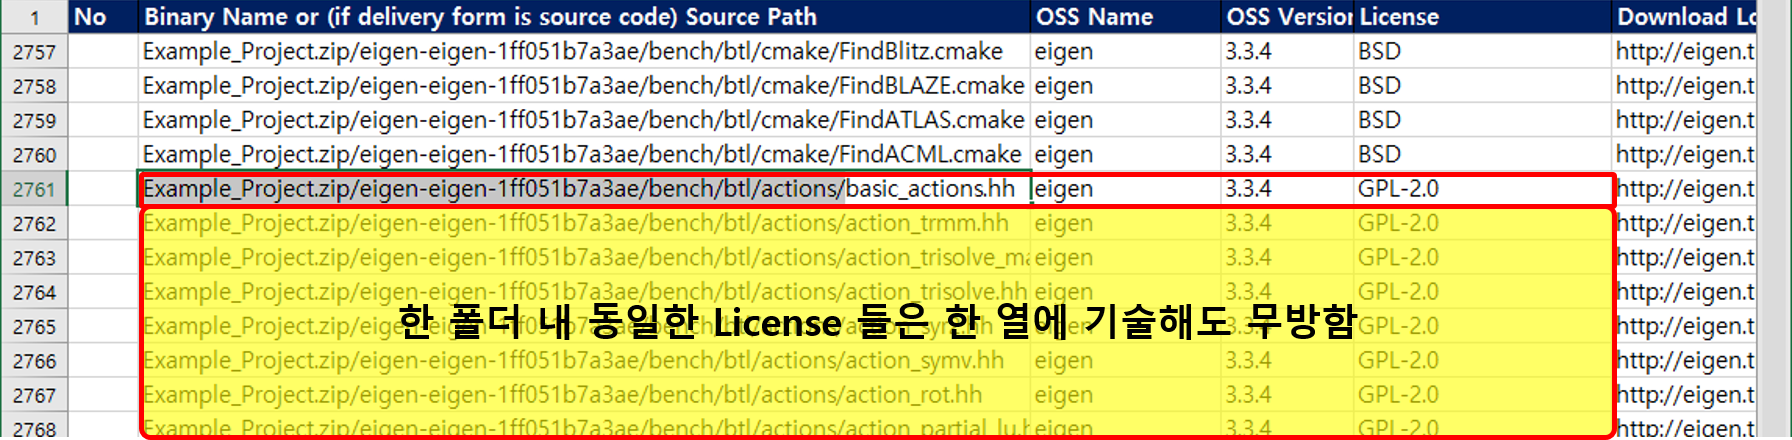 1 No Binary Name or (if delivery form is source code) Source Path OSS Name OSS Version License Download Lo
2757 Example_Project.zip/eigen-eigen-1ff051b7a3ae/bench/btl/cmake/FindBlitz.cmake eigen 3.3.4 BSD http://eigen.t
2758 Example_Project.zip/eigen-eigen-1ff051b7a3ae/bench/btl/cmake/FindBLAZE.cmake eigen 3.3.4 BSD http://eigen.t
2759 Example_Project.zip/eigen-eigen-1ff051b7a3ae/bench/btl/cmake/FindATLAS.cmake eigen 3.3.4 BSD http://eigen.t
2760 Example_Project.zip/eigen-eigen-1ff051b7a3ae/bench/btl/cmake/FindACML.cmake eigen 3.3.4 BSD http://eigen.t
2761 Example_Project.zip/eigen-eigen-1ff051b7a3ae/bench/btl/actions/basic_actions.hh eigen 3.3.4 GPL-2.0 http://eigen.t
2762 Example_Project.zip/eigen-eigen-1ff051b7a3ae/bench/btl/actions/action_trmm.hh eigen 3.3.4 GPL-2.0 http://eigen.t
2763 Example_Project.zip/eigen-eigen-1ff051b7a3ae/bench/btl/actions/action_trisolve_ma eigen 3.3.4 GPL-2.0 http://eigen.t
2764 Example_Project.zip/eigen-eigen-1ff051b7a3ae/bench/btl/actions/action_trisolve.hh eigen 3.3.4 GPL-2.0 http://eigen.t
한 폴더 내 동일한 License 들은 한 열에 기술해도 무방함
2765 eigen 3.3.4 GPL-2.0 http://eigen.t
2766 Example_Project.zip/eigen-eigen-1ff051b7a3ae/bench/btl/actions/action_symv.hh eigen 3.3.4 GPL-2.0 http://eigen.t
2767 Example_Project.zip/eigen-eigen-1ff051b7a3ae/bench/btl/actions/action_rot.hh eigen 3.3.4 GPL-2.0 http://eigen.t
2768 Example_Project.zip/eigen-eigen-1ff051b7a3ae/bench/btl/actions/action_partial_lu.h eigen 3.3.4 GPL-2.0 http://eigen.t